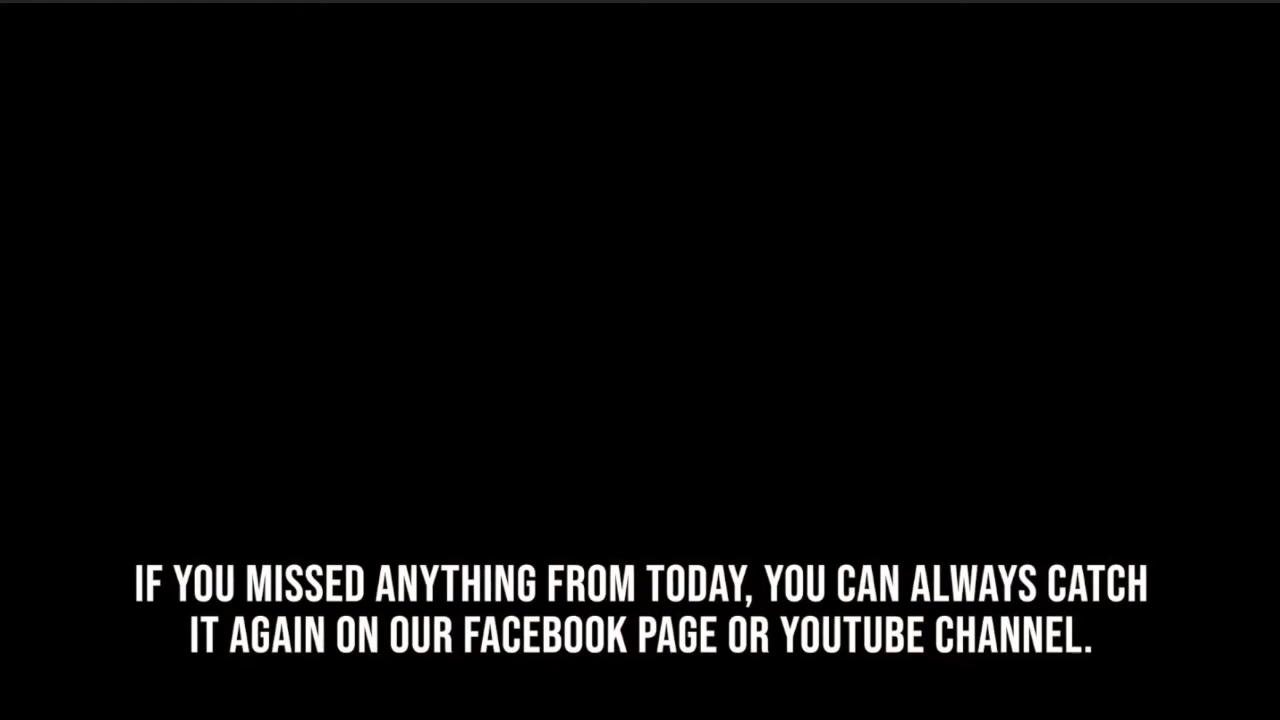 IF YOU MISSED ANYTHING FROM TODAY, YOU CAN ALWAYS CATCH
IT AGAIN ON OUR FACEBOOK PAGE OR YOUTUBE CHANNEL.